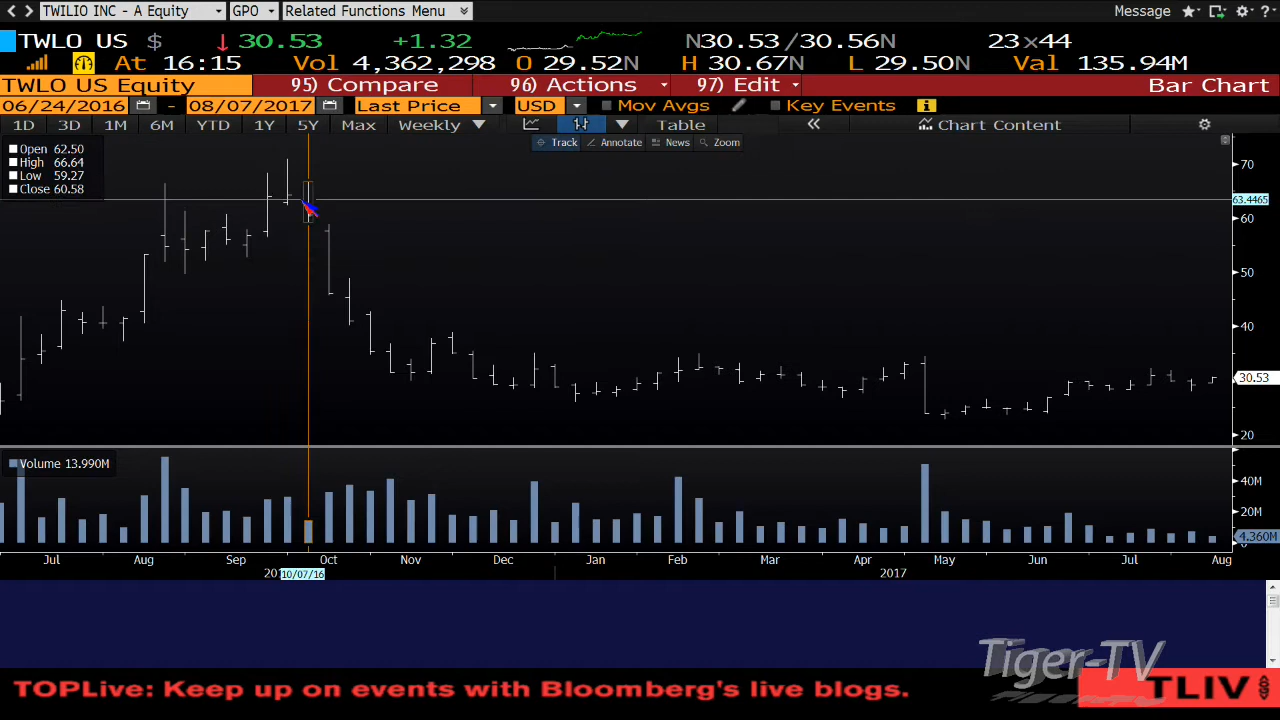 TWILIO INC - A Equity GPO Related Functions Menu Message ?
TWLO US $ ↓ 30.53 +1.32 N30.53/30.56N 23x44
At 16:15 Vol 4,362,298 O 29.52N H 30.67N L 29.50N Val 135.94M
TWLO US Equity 95) Compare 96) Actions 97) Edit Bar Chart
06/24/2016 - 08/07/2017 Last Price USD Mov Avgs Key Events i
1D 3D 1M 6M YTD 1Y 5Y Max Weekly Table « Chart Content
Track Annotate News Zoom
Open 62.50
High 66.64
Low 59.27
Close 60.58
70
63.4465
60
50
40
30.53
20
Volume 13.990M
40M
20M
4.360M
0
Jul Aug Sep Oct Nov Dec Jan Feb Mar Apr May Jun Jul Aug
10/07/16 2017
Tiger-TV
TOPLive: Keep up on events with Bloomberg's live blogs. TLIV